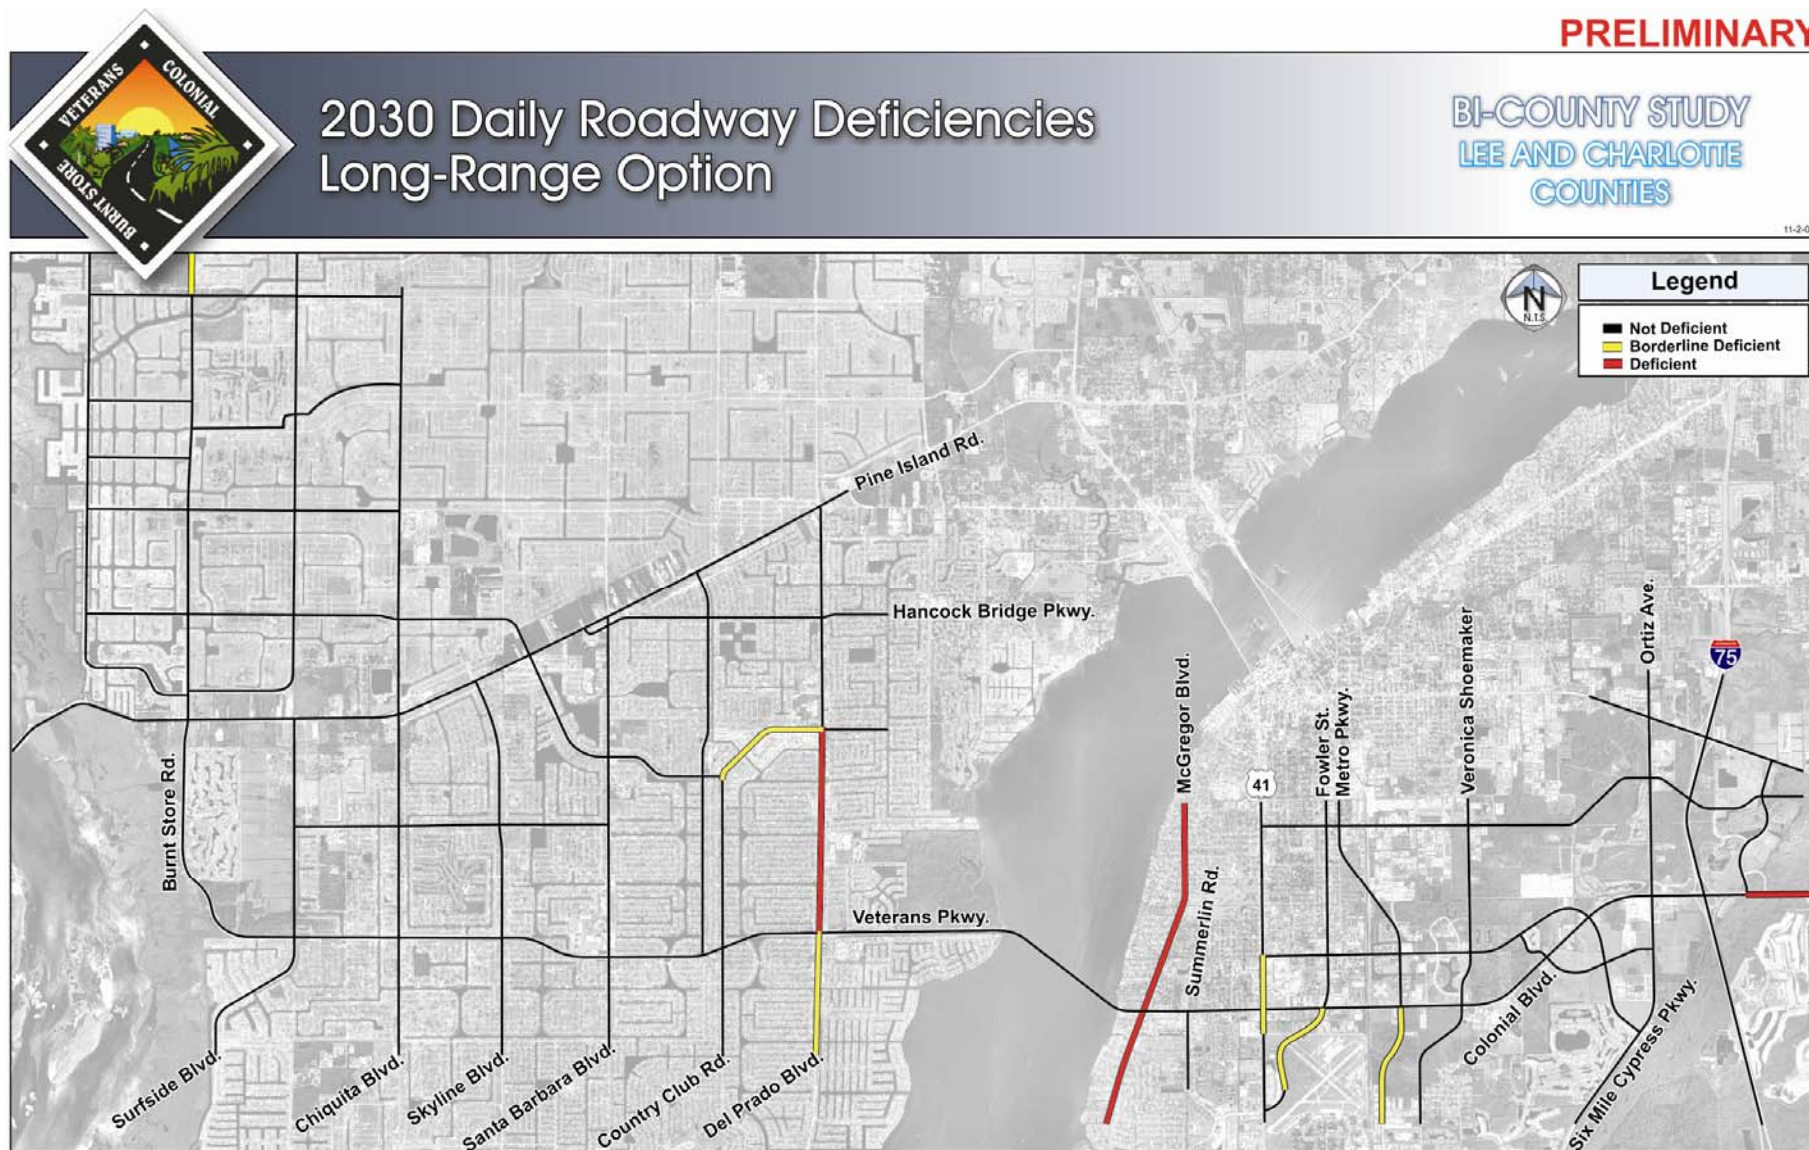 PRELIMINARY
VETERANS
COLONIAL
BURNT STORE
2030 Daily Roadway Deficiencies
Long-Range Option
BI-COUNTY STUDY
LEE AND CHARLOTTE
COUNTIES
11-2-0
N
N.T.S.
Legend
Not Deficient
Borderline Deficient
Deficient
Pine Island Rd.
Hancock Bridge Pkwy.
Ortiz Ave.
75
McGregor Blvd.
Veronica Shoemaker
Fowler St.
Metro Pkwy.
41
Burnt Store Rd.
Summerlin Rd.
Veterans Pkwy.
Colonial Blvd.
Six Mile Cypress Pkwy.
Surfside Blvd.
Chiquita Blvd.
Skyline Blvd.
Santa Barbara Blvd.
Country Club Rd.
Del Prado Blvd.